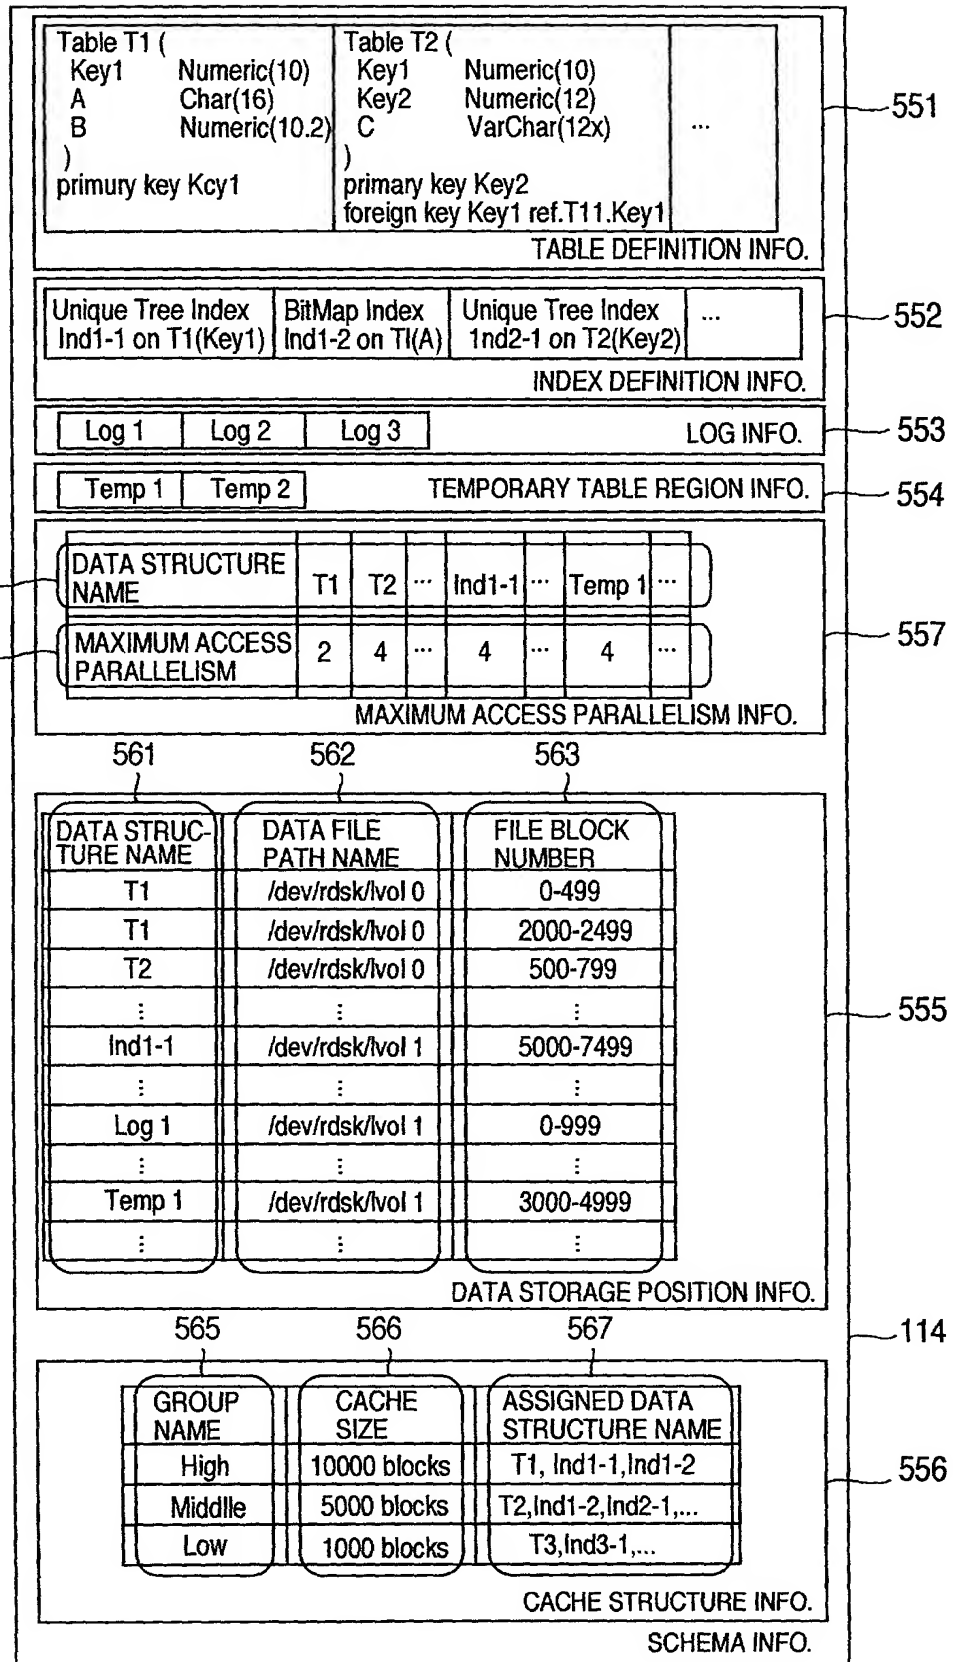 Table T1 (
Key1 Numeric(10)
A Char(16)
B Numeric(10.2)
)
primury key Kcy1
Table T2 (
Key1 Numeric(10)
Key2 Numeric(12)
C VarChar(12x)
)
primary key Key2
foreign key Key1 ref.T11.Key1
...
TABLE DEFINITION INFO.
551
Unique Tree Index
Ind1-1 on T1(Key1)
BitMap Index
Ind1-2 on TI(A)
Unique Tree Index
1nd2-1 on T2(Key2)
...
INDEX DEFINITION INFO.
552
Log 1 Log 2 Log 3 LOG INFO.
553
Temp 1 Temp 2 TEMPORARY TABLE REGION INFO.
554
DATA STRUCTURE
NAME
T1 T2 ... Ind1-1 ... Temp 1 ...
MAXIMUM ACCESS
PARALLELISM
2 4 ... 4 ... 4 ...
557
MAXIMUM ACCESS PARALLELISM INFO.
561 562 563
DATA STRUC-
TURE NAME
DATA FILE
PATH NAME
FILE BLOCK
NUMBER
T1 /dev/rdsk/lvol 0 0-499
T1 /dev/rdsk/lvol 0 2000-2499
T2 /dev/rdsk/lvol 0 500-799
⋮ ⋮ ⋮
Ind1-1 /dev/rdsk/lvol 1 5000-7499
⋮ ⋮ ⋮
Log 1 /dev/rdsk/lvol 1 0-999
⋮ ⋮ ⋮
Temp 1 /dev/rdsk/lvol 1 3000-4999
⋮ ⋮ ⋮
555
DATA STORAGE POSITION INFO.
565 566 567
114
GROUP
NAME
CACHE
SIZE
ASSIGNED DATA
STRUCTURE NAME
High 10000 blocks T1, Ind1-1,Ind1-2
Middlle 5000 blocks T2,Ind1-2,Ind2-1,...
Low 1000 blocks T3,Ind3-1,...
556
CACHE STRUCTURE INFO.
SCHEMA INFO.